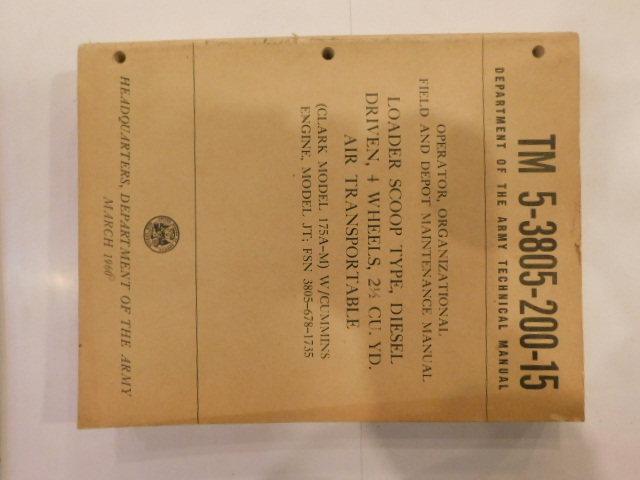 TM 5-3805-200-15
DEPARTMENT OF THE ARMY TECHNICAL MANUAL
OPERATOR, ORGANIZATIONAL
FIELD AND DEPOT MAINTENANCE MANUAL
LOADER SCOOP TYPE, DIESEL
DRIVEN, 4 WHEELS, 2½ CU. YD.
AIR TRANSPORTABLE
(CLARK MODEL 175A-M) W/CUMMINS
ENGINE, MODEL JT; FSN 3805-678-1735
HEADQUARTERS, DEPARTMENT OF THE ARMY
MARCH 1960